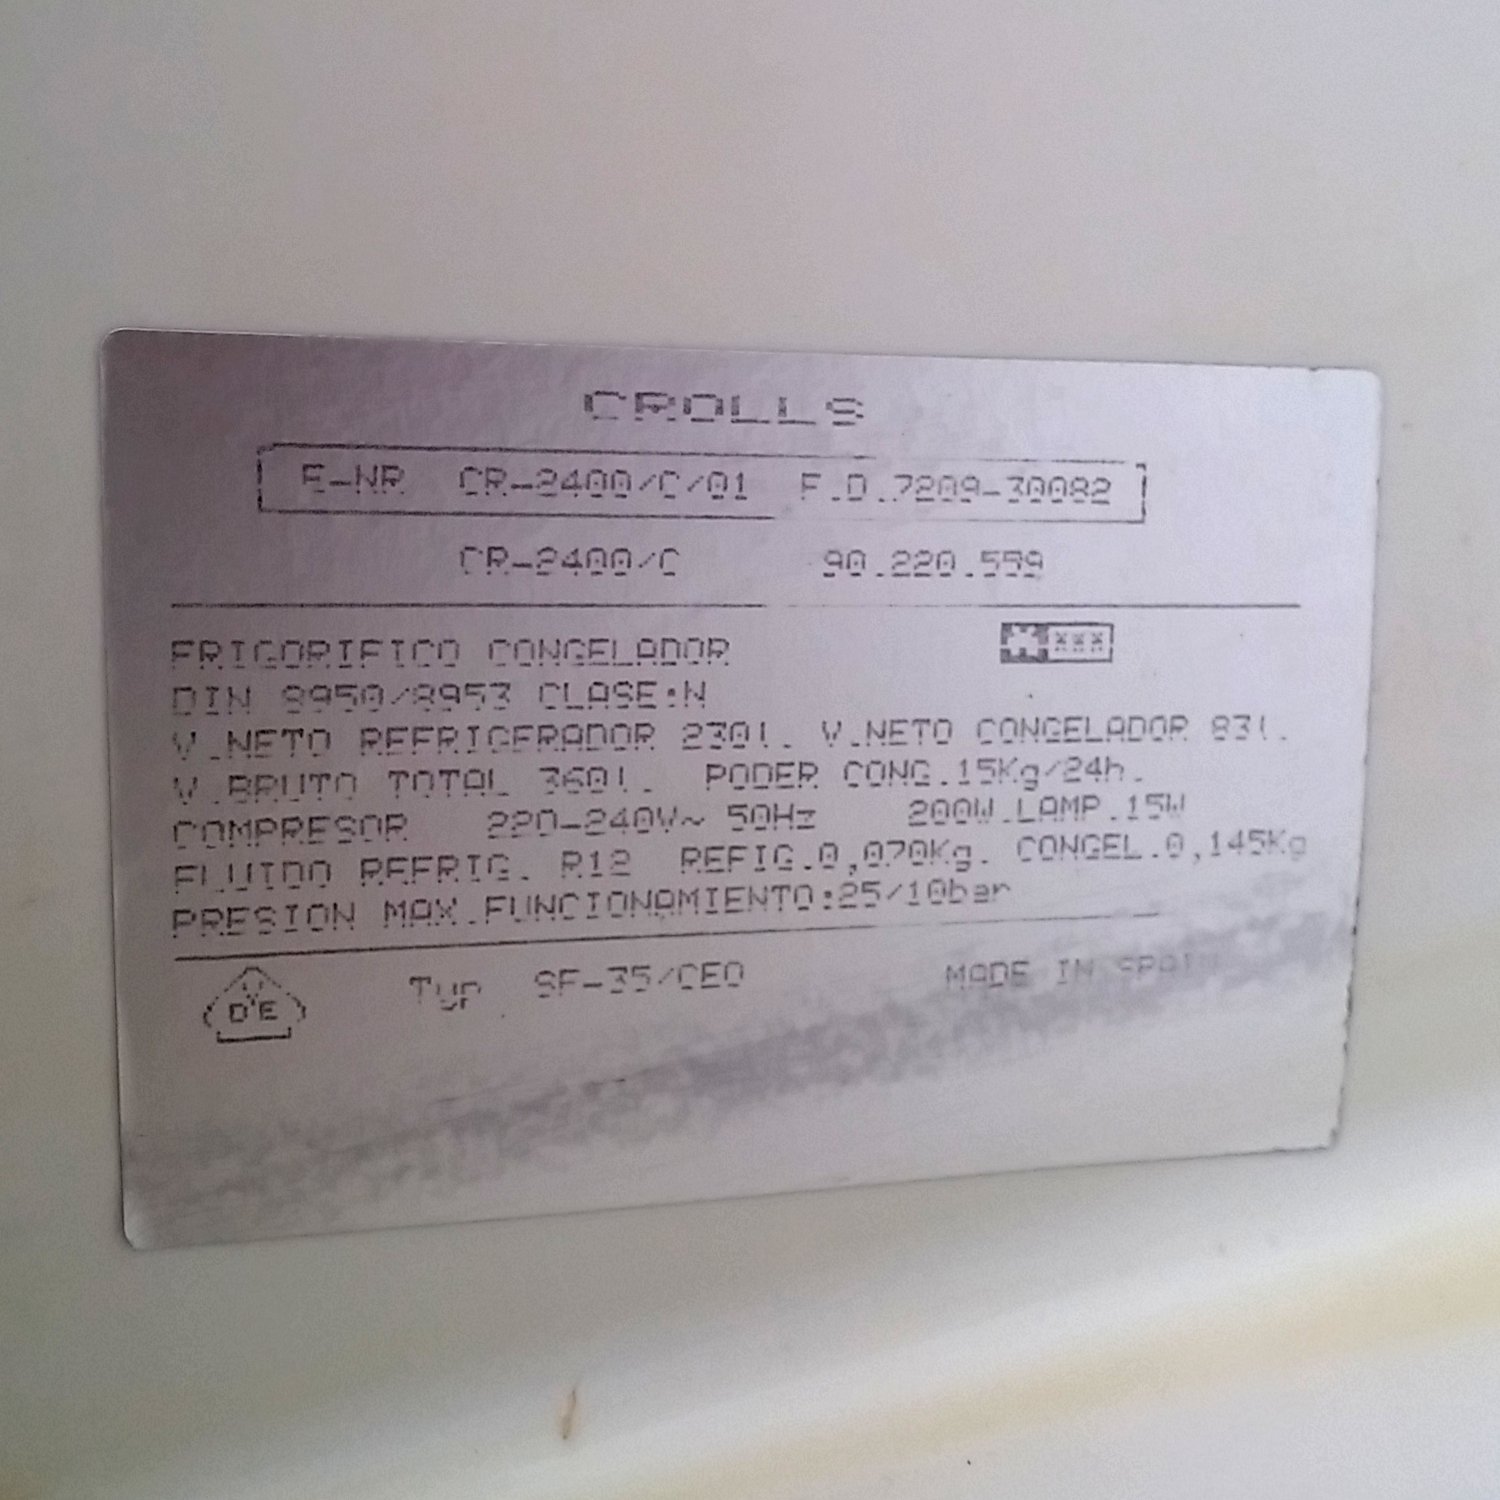 CROLLS
E-NR CR-2400/C/01 F.D.7209-30082
CR-2400/C 90.220.559
FRIGORIFICO CONGELADOR
DIN 8950/8953 CLASE:N
V.NETO REFRIGERADOR 230l. V.NETO CONGELADOR 83l.
V.BRUTO TOTAL 360l. PODER CONG.15Kg/24h.
COMPRESOR 220-240V~ 50Hz 200W.LAMP.15W
FLUIDO REFRIG. R12 REFIG.0,070Kg. CONGEL.0,145Kg
PRESION MAX.FUNCIONAMIENTO:25/10bar
DVE Typ SF-35/CEO MADE IN SPAIN